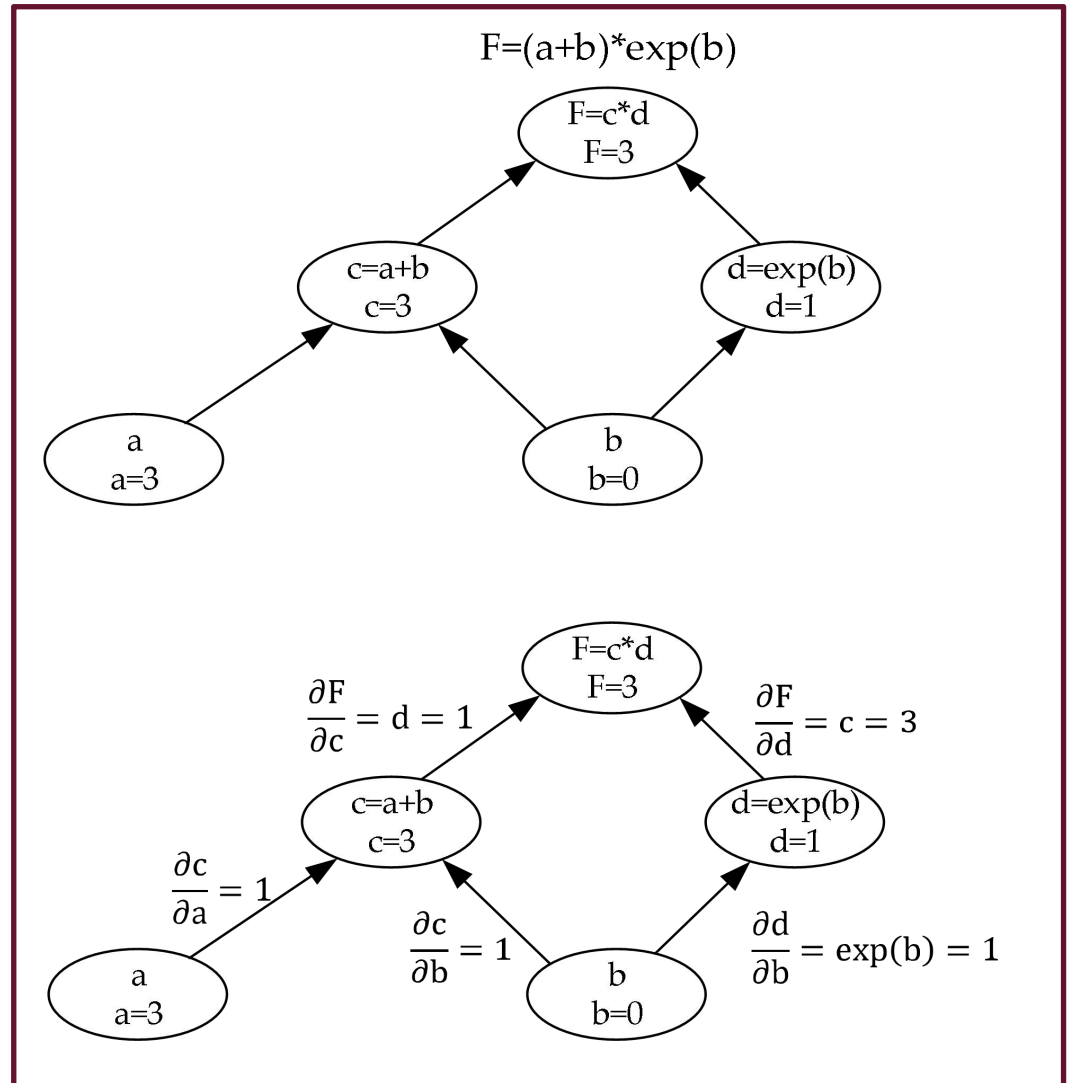 F=(a+b)*exp(b)
F=c*d
F=3
c=a+b
c=3
d=exp(b)
d=1
a
a=3
b
b=0
F=c*d
F=3
∂F/∂c = d = 1
∂F/∂d = c = 3
c=a+b
c=3
d=exp(b)
d=1
∂c/∂a = 1
∂c/∂b = 1
∂d/∂b = exp(b) = 1
a
a=3
b
b=0